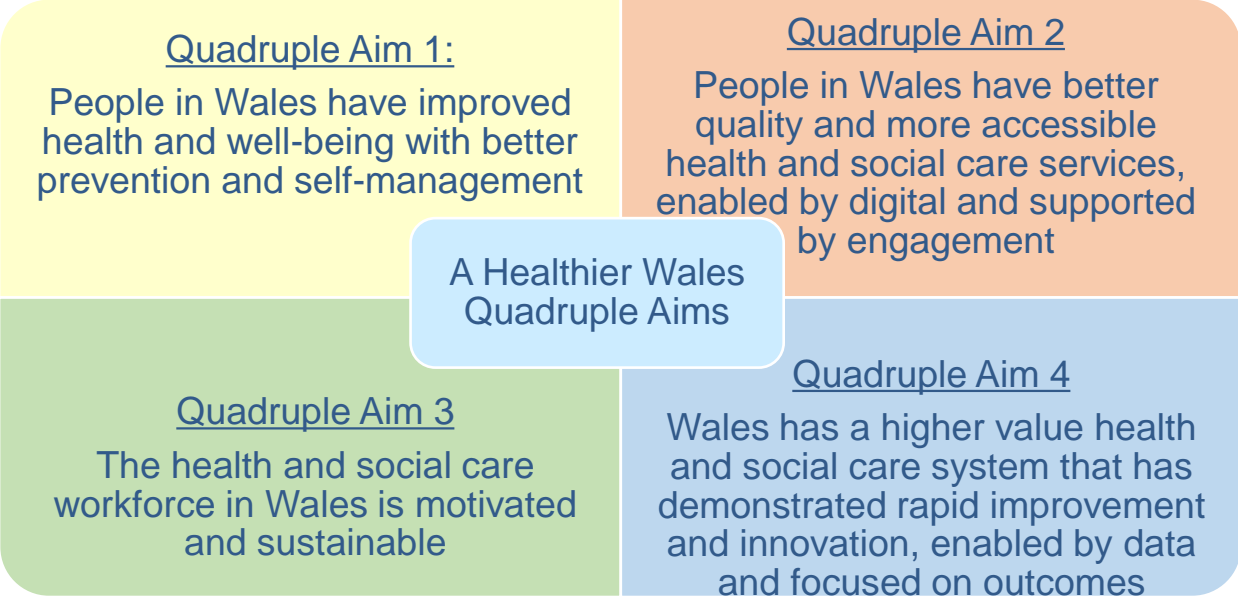 Quadruple Aim 1:
People in Wales have improved
health and well-being with better
prevention and self-management
Quadruple Aim 2
People in Wales have better
quality and more accessible
health and social care services,
enabled by digital and supported
by engagement
A Healthier Wales
Quadruple Aims
Quadruple Aim 3
The health and social care
workforce in Wales is motivated
and sustainable
Quadruple Aim 4
Wales has a higher value health
and social care system that has
demonstrated rapid improvement
and innovation, enabled by data
and focused on outcomes